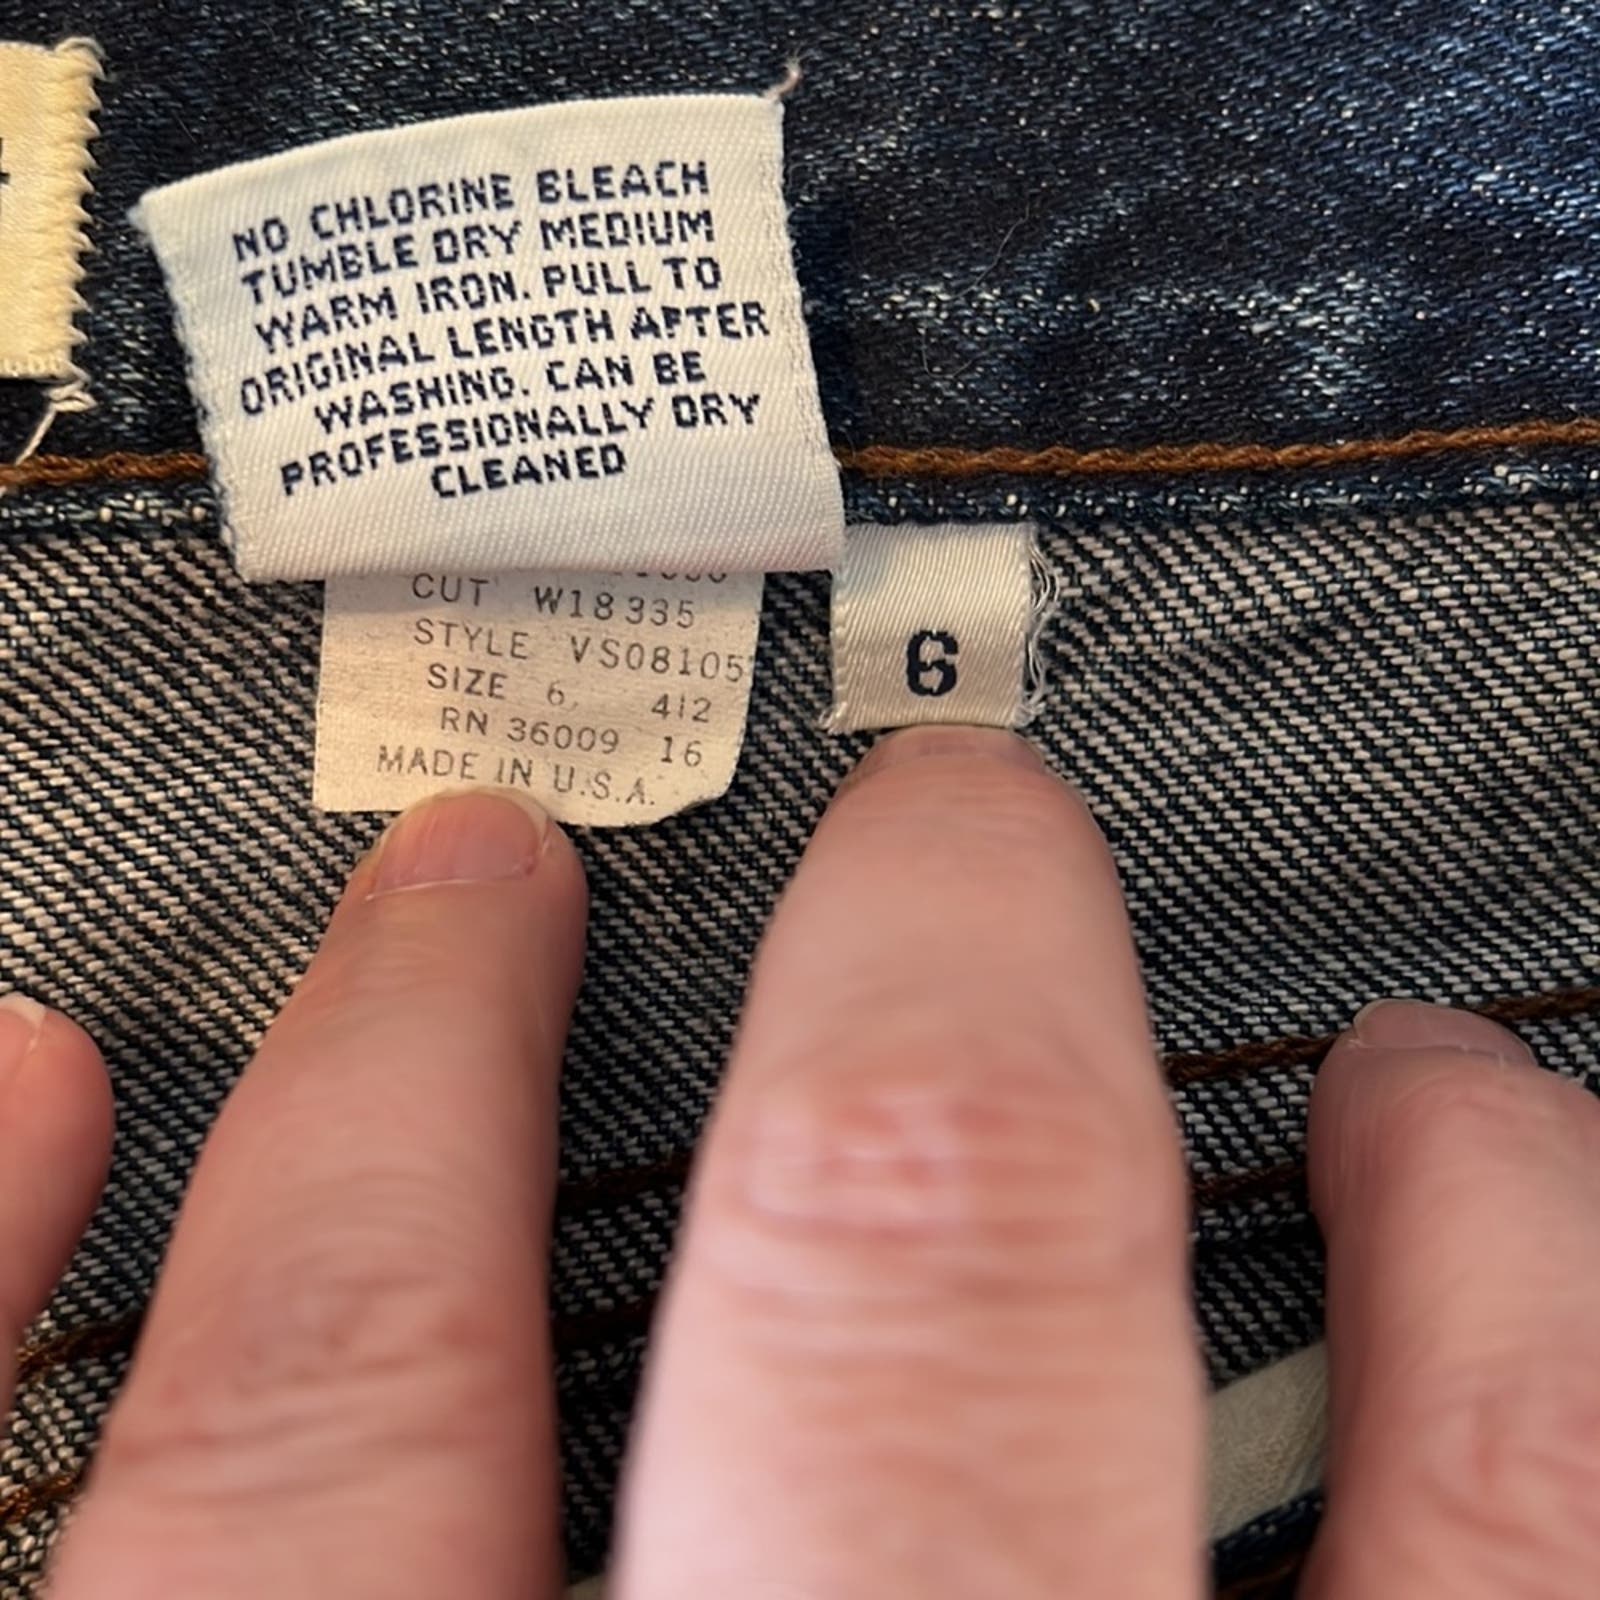 NO CHLORINE BLEACH
TUMBLE DRY MEDIUM
WARM IRON. PULL TO
ORIGINAL LENGTH AFTER
WASHING. CAN BE
PROFESSIONALLY DRY
CLEANED
CUT W18335
STYLE VS08105
SIZE 6, 412
RN 36009 16
MADE IN U.S.A.
6